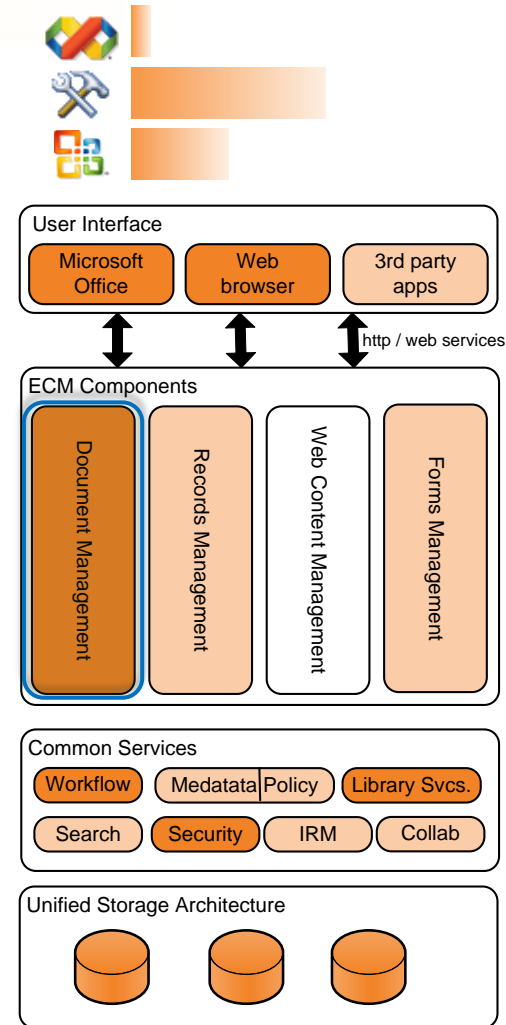 User Interface
Microsoft
Office
Web
browser
3rd party
apps
http / web services
ECM Components
Document Management
Records Management
Web Content Management
Forms Management
Common Services
Workflow
Medatata Policy
Library Svcs.
Search
Security
IRM
Collab
Unified Storage Architecture